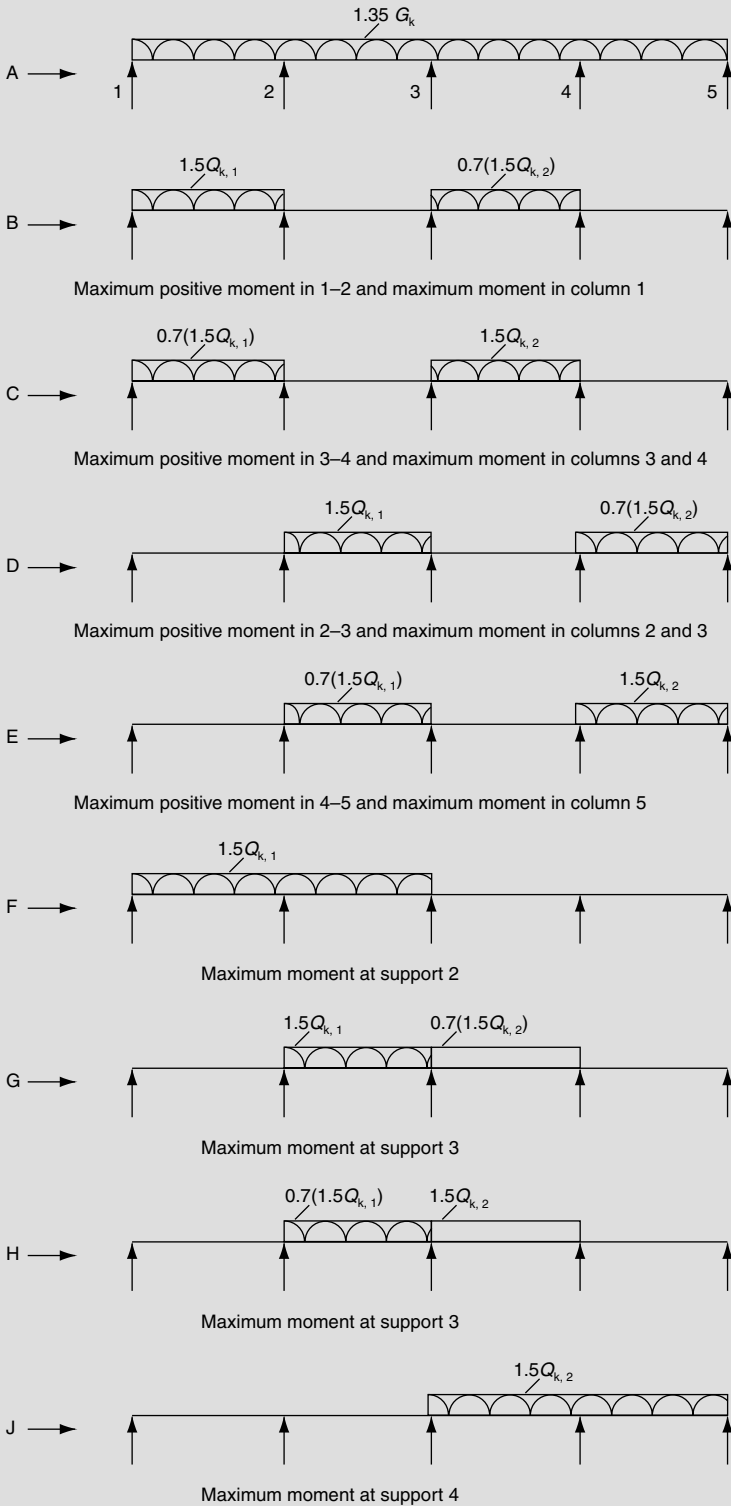 1.35 Gk
A
1 2 3 4 5
1.5Qk, 1 0.7(1.5Qk, 2)
B
Maximum positive moment in 1–2 and maximum moment in column 1
0.7(1.5Qk, 1) 1.5Qk, 2
C
Maximum positive moment in 3–4 and maximum moment in columns 3 and 4
1.5Qk, 1 0.7(1.5Qk, 2)
D
Maximum positive moment in 2–3 and maximum moment in columns 2 and 3
0.7(1.5Qk, 1) 1.5Qk, 2
E
Maximum positive moment in 4–5 and maximum moment in column 5
1.5Qk, 1
F
Maximum moment at support 2
1.5Qk, 1 0.7(1.5Qk, 2)
G
Maximum moment at support 3
0.7(1.5Qk, 1) 1.5Qk, 2
H
Maximum moment at support 3
1.5Qk, 2
J
Maximum moment at support 4